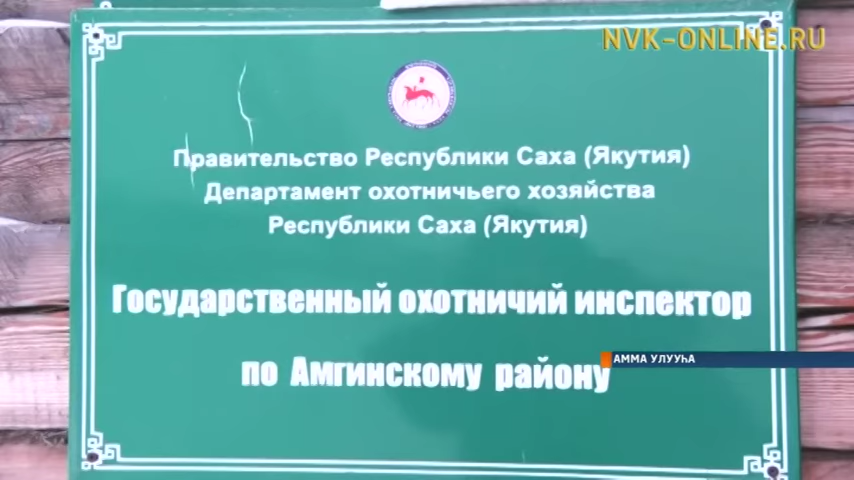 NVK-ONLINE.RU
Правительство Республики Саха (Якутия)
Департамент охотничьего хозяйства
Республики Саха (Якутия)
Государственный охотничий инспектор
по Амгинскому району
АММА УЛУУҺА